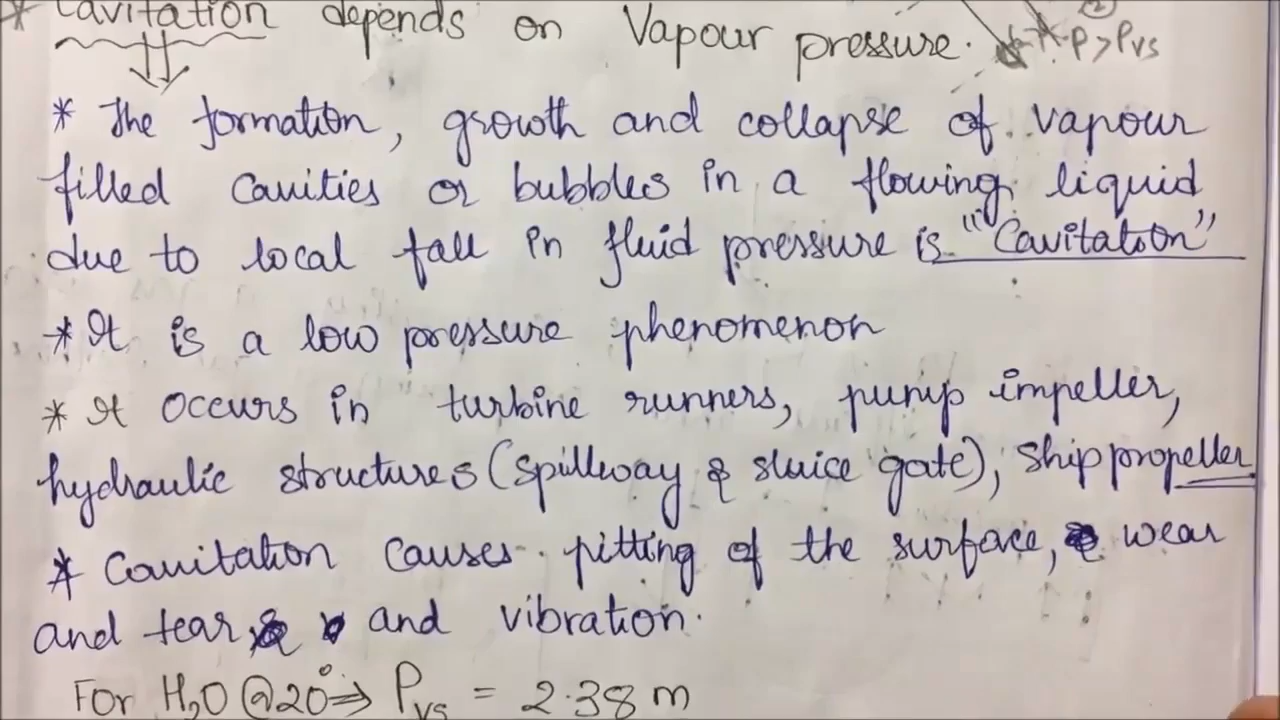 * Cavitation depends on Vapour pressure.
② P > Pvs
* The formation, growth and collapse of vapour
filled cavities or bubbles in a flowing liquid
due to local fall in fluid pressure is "Cavitation"
* It is a low pressure phenomenon
* It occurs in turbine runners, pump impeller,
hydraulic structures (spillway & sluice gate), ship propeller
* Cavitation causes pitting of the surface, wear
and tear and vibration.
For H₂O @20° ⇒ Pvs = 2.38 m